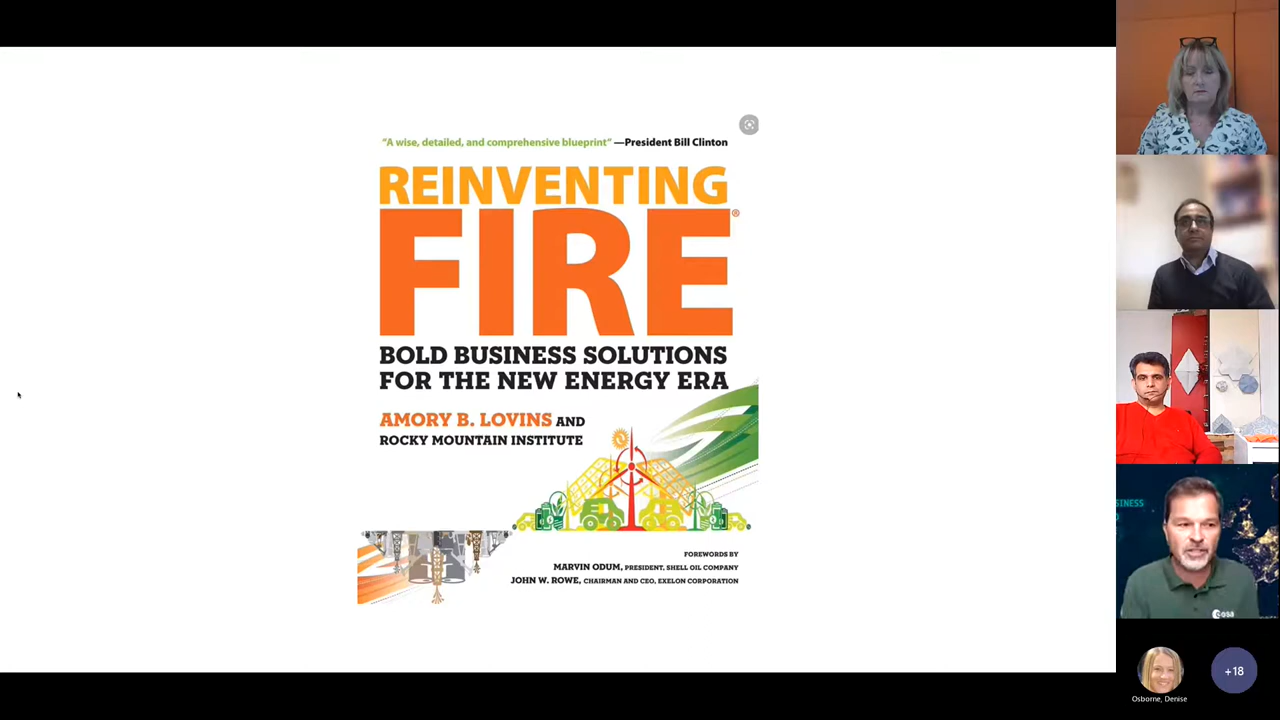 "A wise, detailed, and comprehensive blueprint" —President Bill Clinton
REINVENTING
FIRE®
BOLD BUSINESS SOLUTIONS
FOR THE NEW ENERGY ERA
AMORY B. LOVINS AND
ROCKY MOUNTAIN INSTITUTE
FOREWORDS BY
MARVIN ODUM, PRESIDENT, SHELL OIL COMPANY
JOHN W. ROWE, CHAIRMAN AND CEO, EXELON CORPORATION
esa
Osborne, Denise
+18